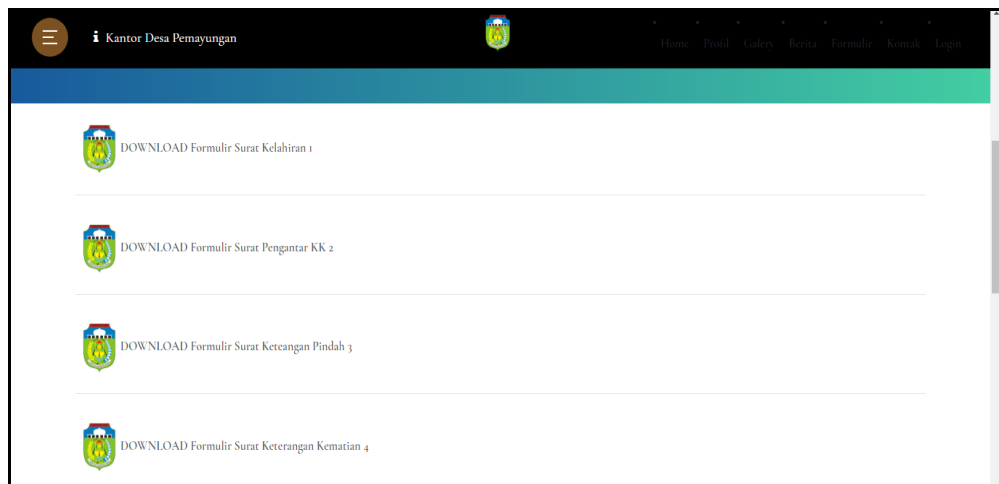 Kantor Desa Pemayungan
Home Profil Galery Berita Formulir Kontak Login
DOWNLOAD Formulir Surat Kelahiran 1
DOWNLOAD Formulir Surat Pengantar KK 2
DOWNLOAD Formulir Surat Keteangan Pindah 3
DOWNLOAD Formulir Surat Keterangan Kematian 4